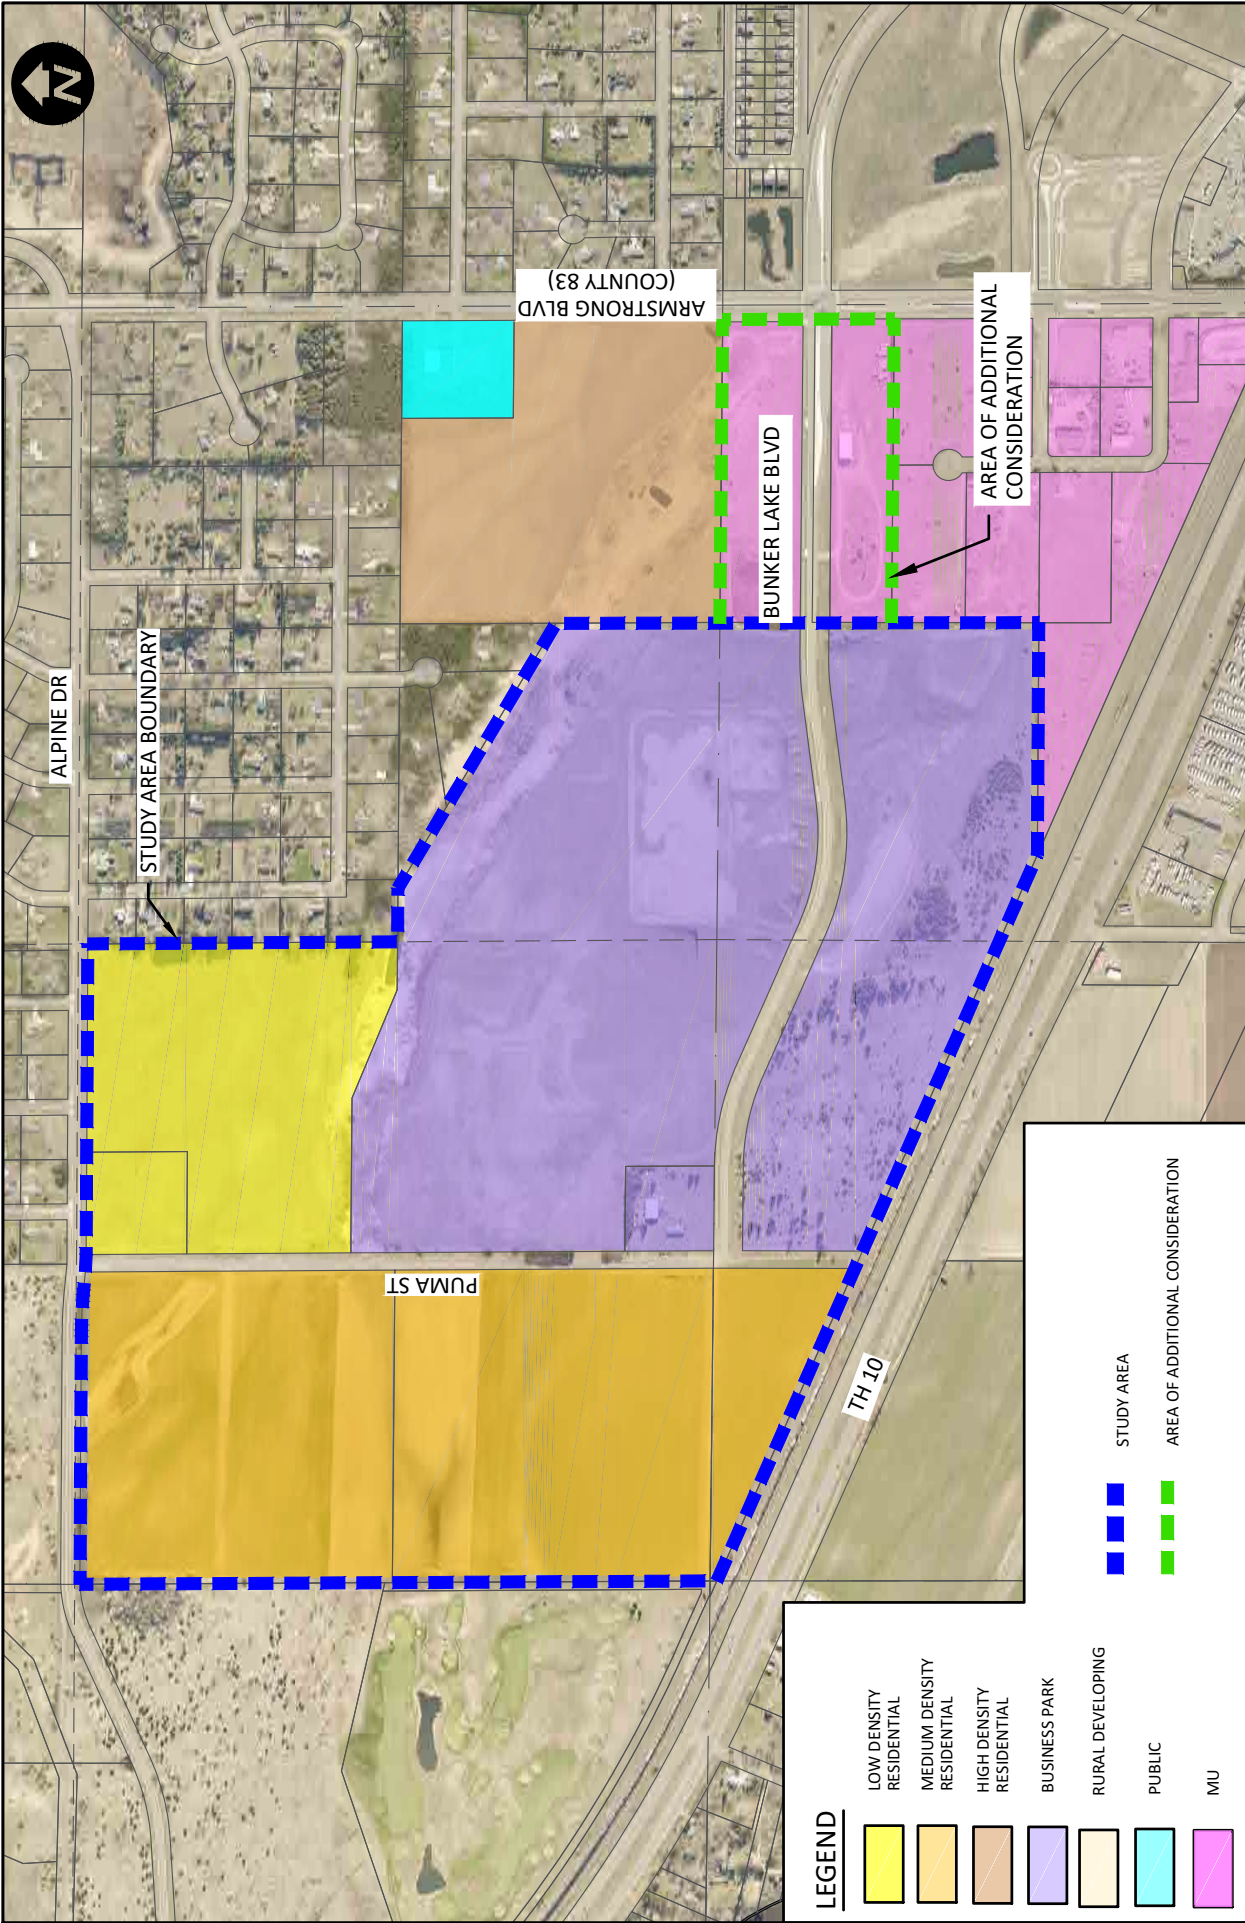 N
ALPINE DR
STUDY AREA BOUNDARY
ARMSTRONG BLVD
(COUNTY 83)
BUNKER LAKE BLVD
AREA OF ADDITIONAL
CONSIDERATION
PUMA ST
TH 10
LEGEND
LOW DENSITY
RESIDENTIAL
MEDIUM DENSITY
RESIDENTIAL
HIGH DENSITY
RESIDENTIAL
BUSINESS PARK
RURAL DEVELOPING
PUBLIC
MU
STUDY AREA
AREA OF ADDITIONAL CONSIDERATION